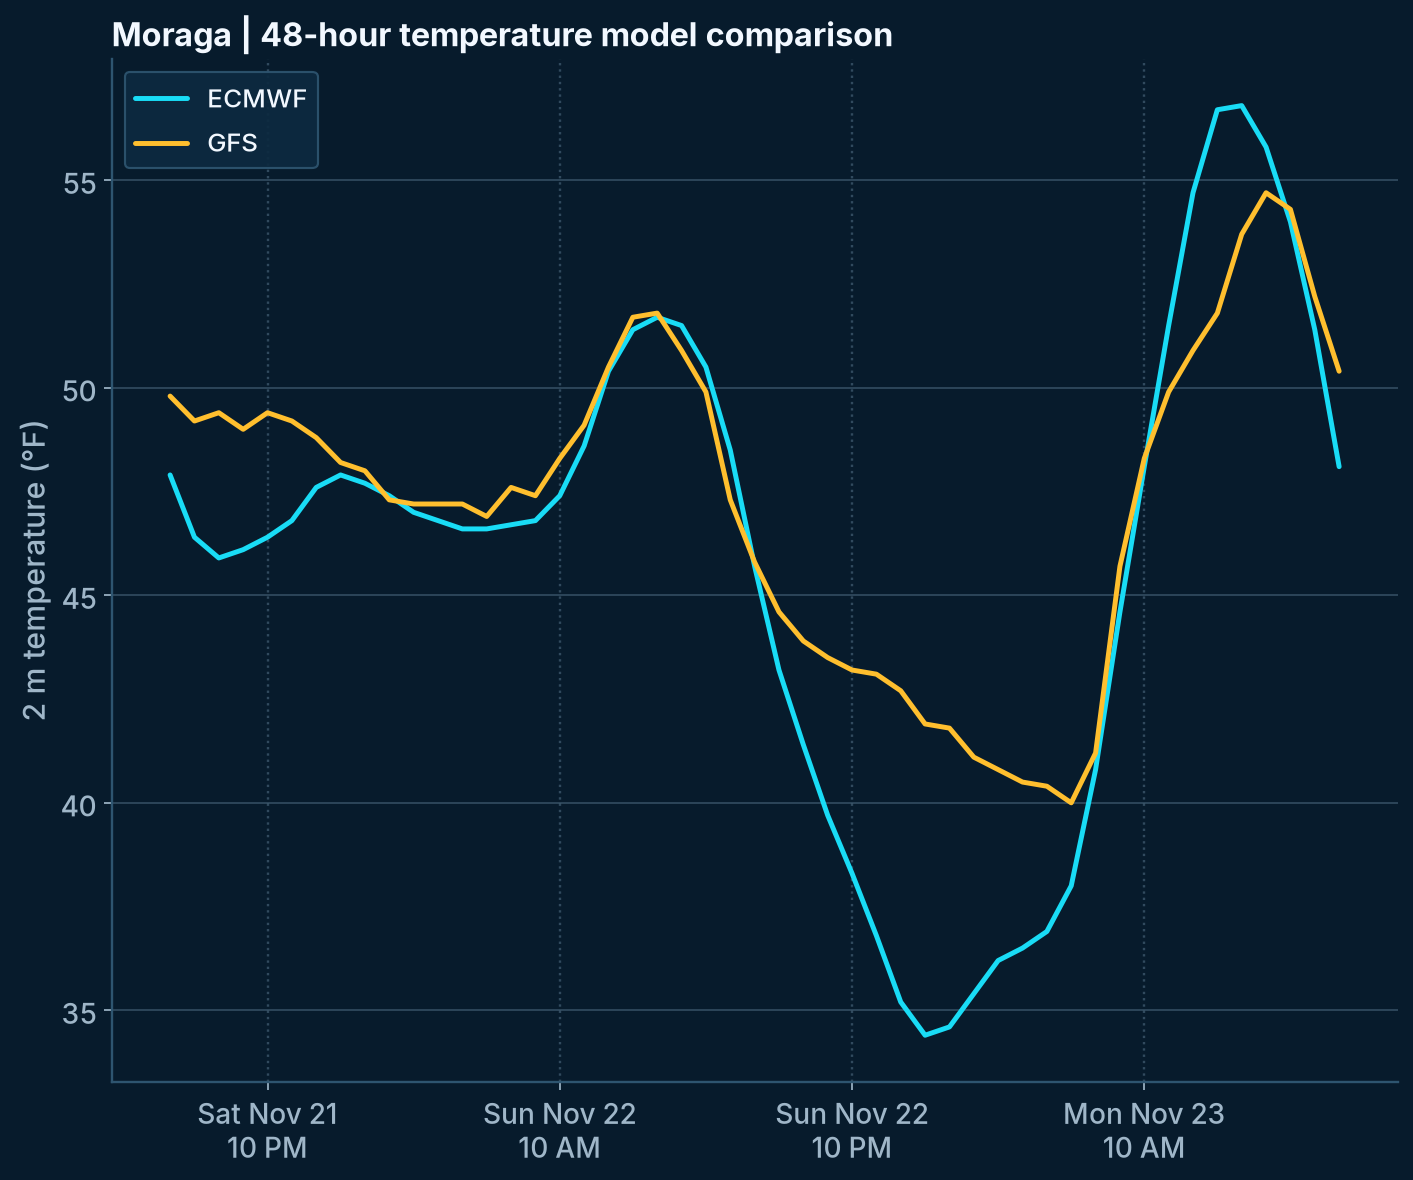 Moraga | 48-hour temperature model comparison
ECMWF
GFS
2 m temperature (°F)
55
50
45
40
35
Sat Nov 21
10 PM
Sun Nov 22
10 AM
Sun Nov 22
10 PM
Mon Nov 23
10 AM